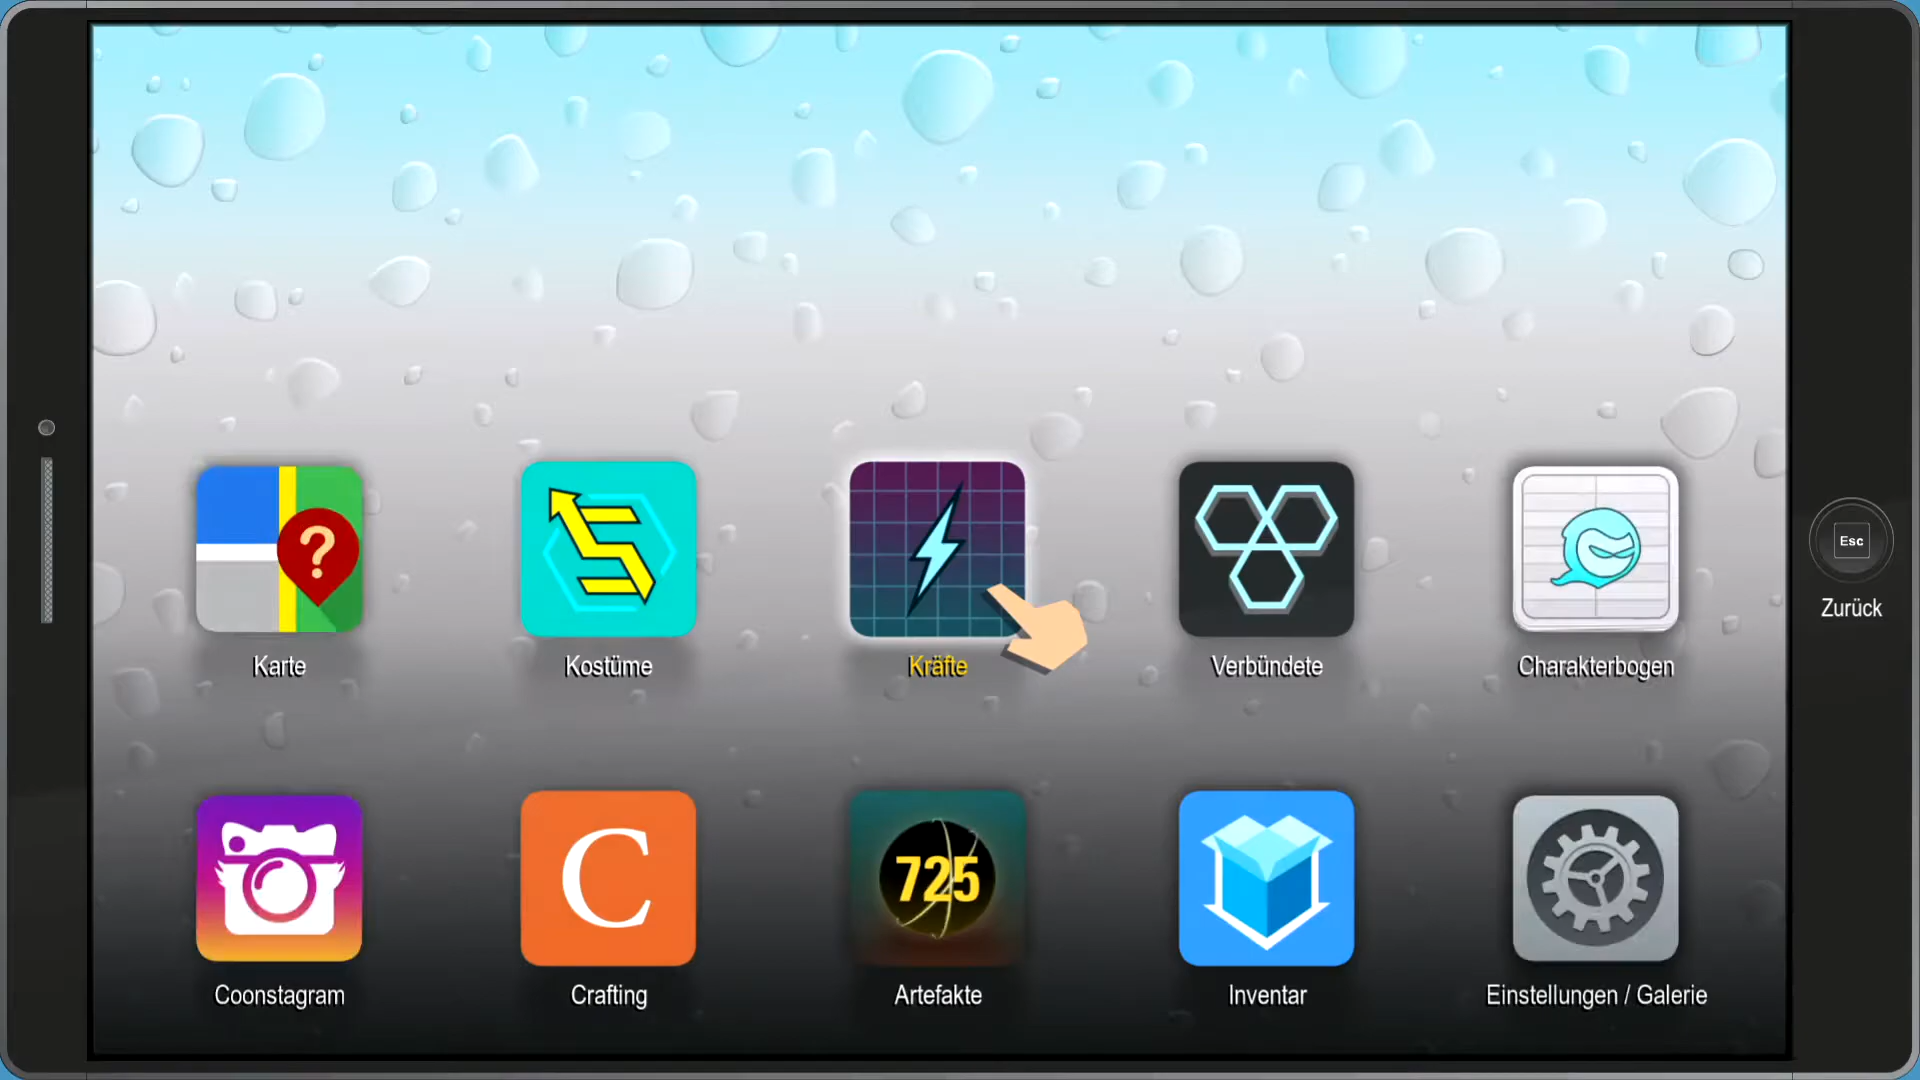 ?
Karte
Kostüme
Kräfte
Verbündete
Charakterbogen
Esc
Zurück
C
725
Coonstagram
Crafting
Artefakte
Inventar
Einstellungen / Galerie